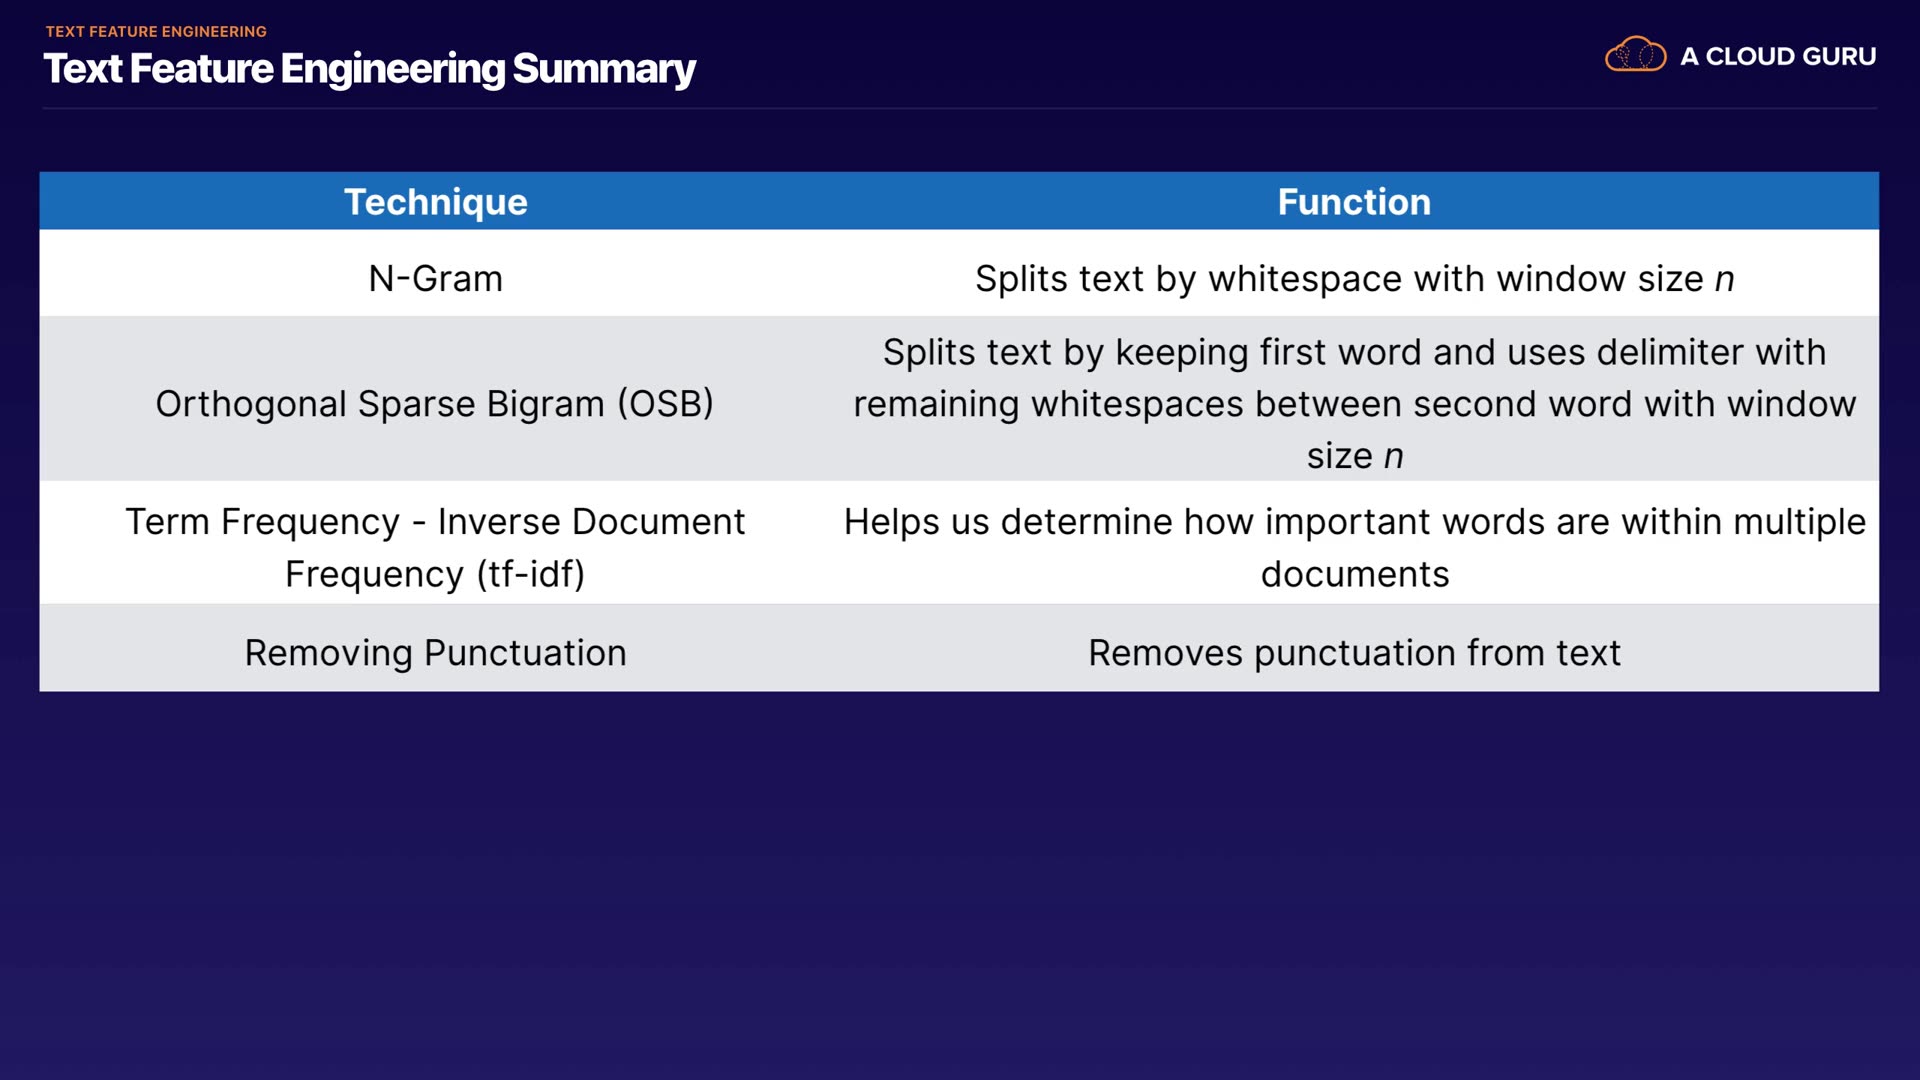 TEXT FEATURE ENGINEERING
Text Feature Engineering Summary
A CLOUD GURU
Technique Function
N-Gram Splits text by whitespace with window size n
Orthogonal Sparse Bigram (OSB) Splits text by keeping first word and uses delimiter with
remaining whitespaces between second word with window
size n
Term Frequency - Inverse Document
Frequency (tf-idf)
Helps us determine how important words are within multiple
documents
Removing Punctuation Removes punctuation from text